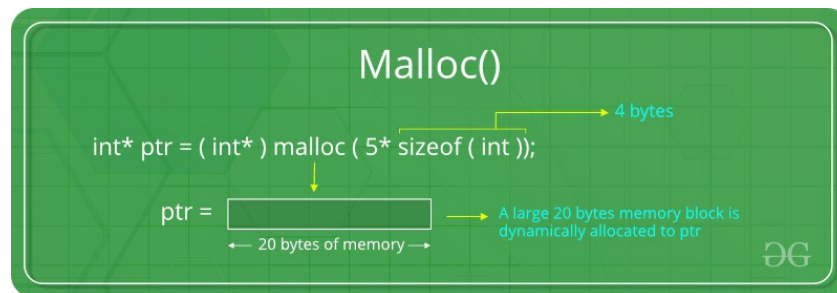 Malloc()
4 bytes
int* ptr = ( int* ) malloc ( 5* sizeof ( int ));
ptr =
A large 20 bytes memory block is
dynamically allocated to ptr
20 bytes of memory